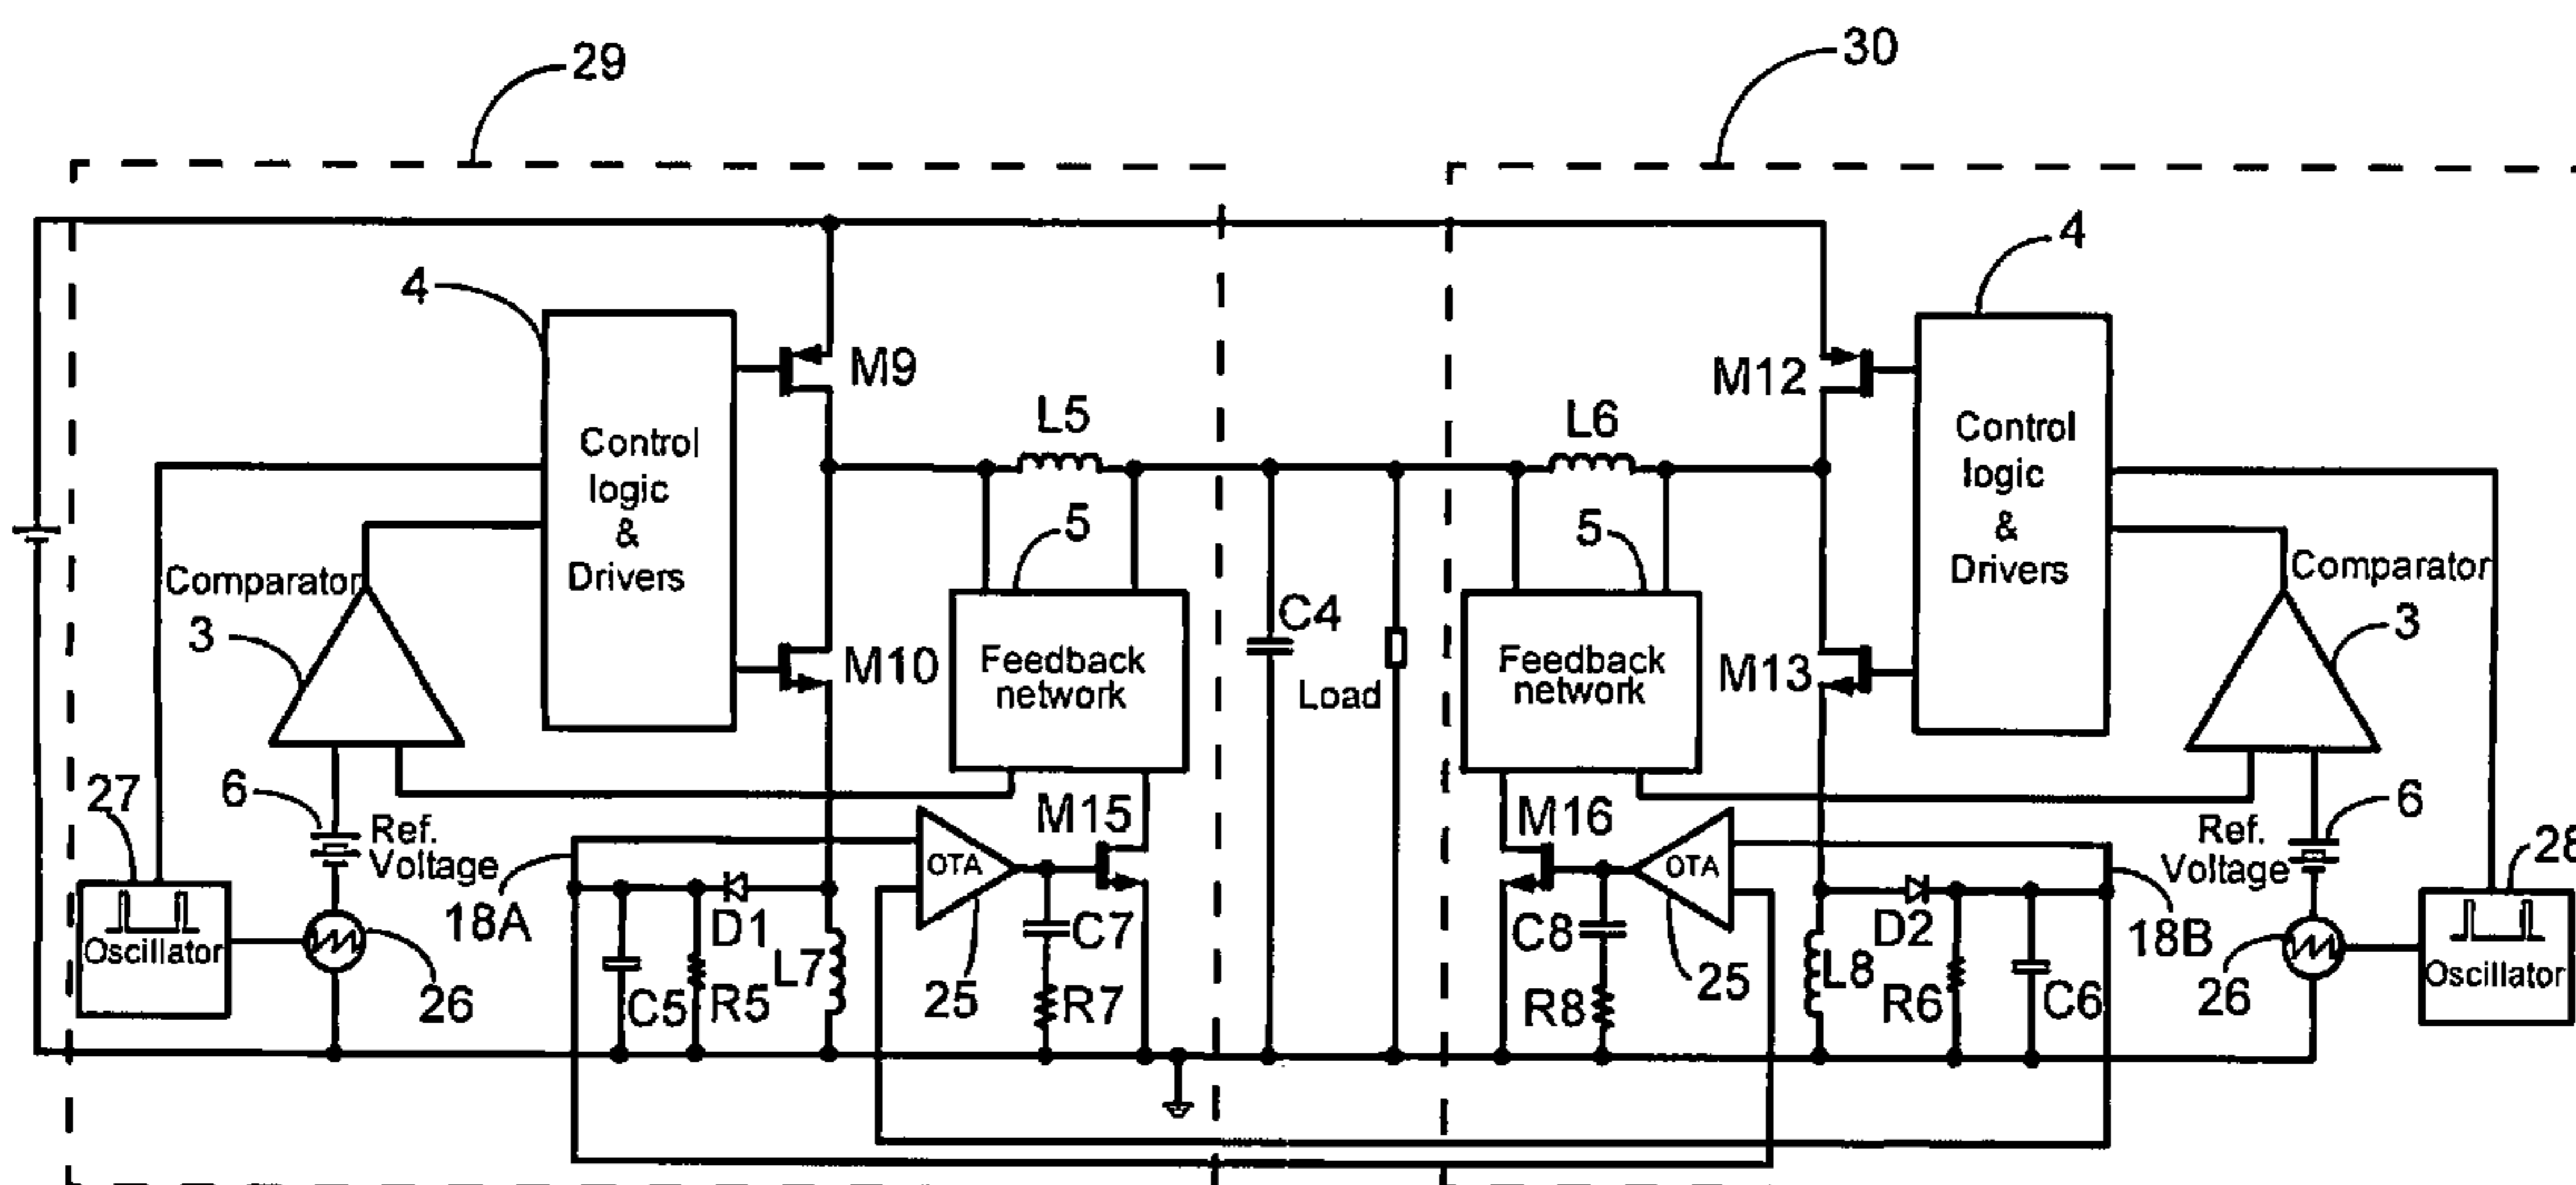 29
30
4
4
M9
M12
Control
logic
&
Drivers
Control
logic
&
Drivers
L5
L6
5
5
Comparator
Comparator
3
3
C4
Load
Feedback
network
Feedback
network
M10
M13
27
6
Ref.
Voltage
M15
M16
Ref.
Voltage
6
28
OTA
OTA
18A
D1
C7
C8
D2
18B
Oscillator
Oscillator
26
C5
R5
L7
25
R7
R8
25
L8
R6
C6
26